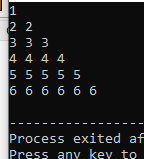 1
2 2
3 3 3
4 4 4 4
5 5 5 5 5
6 6 6 6 6 6
--------------------
Process exited af
Press any key to